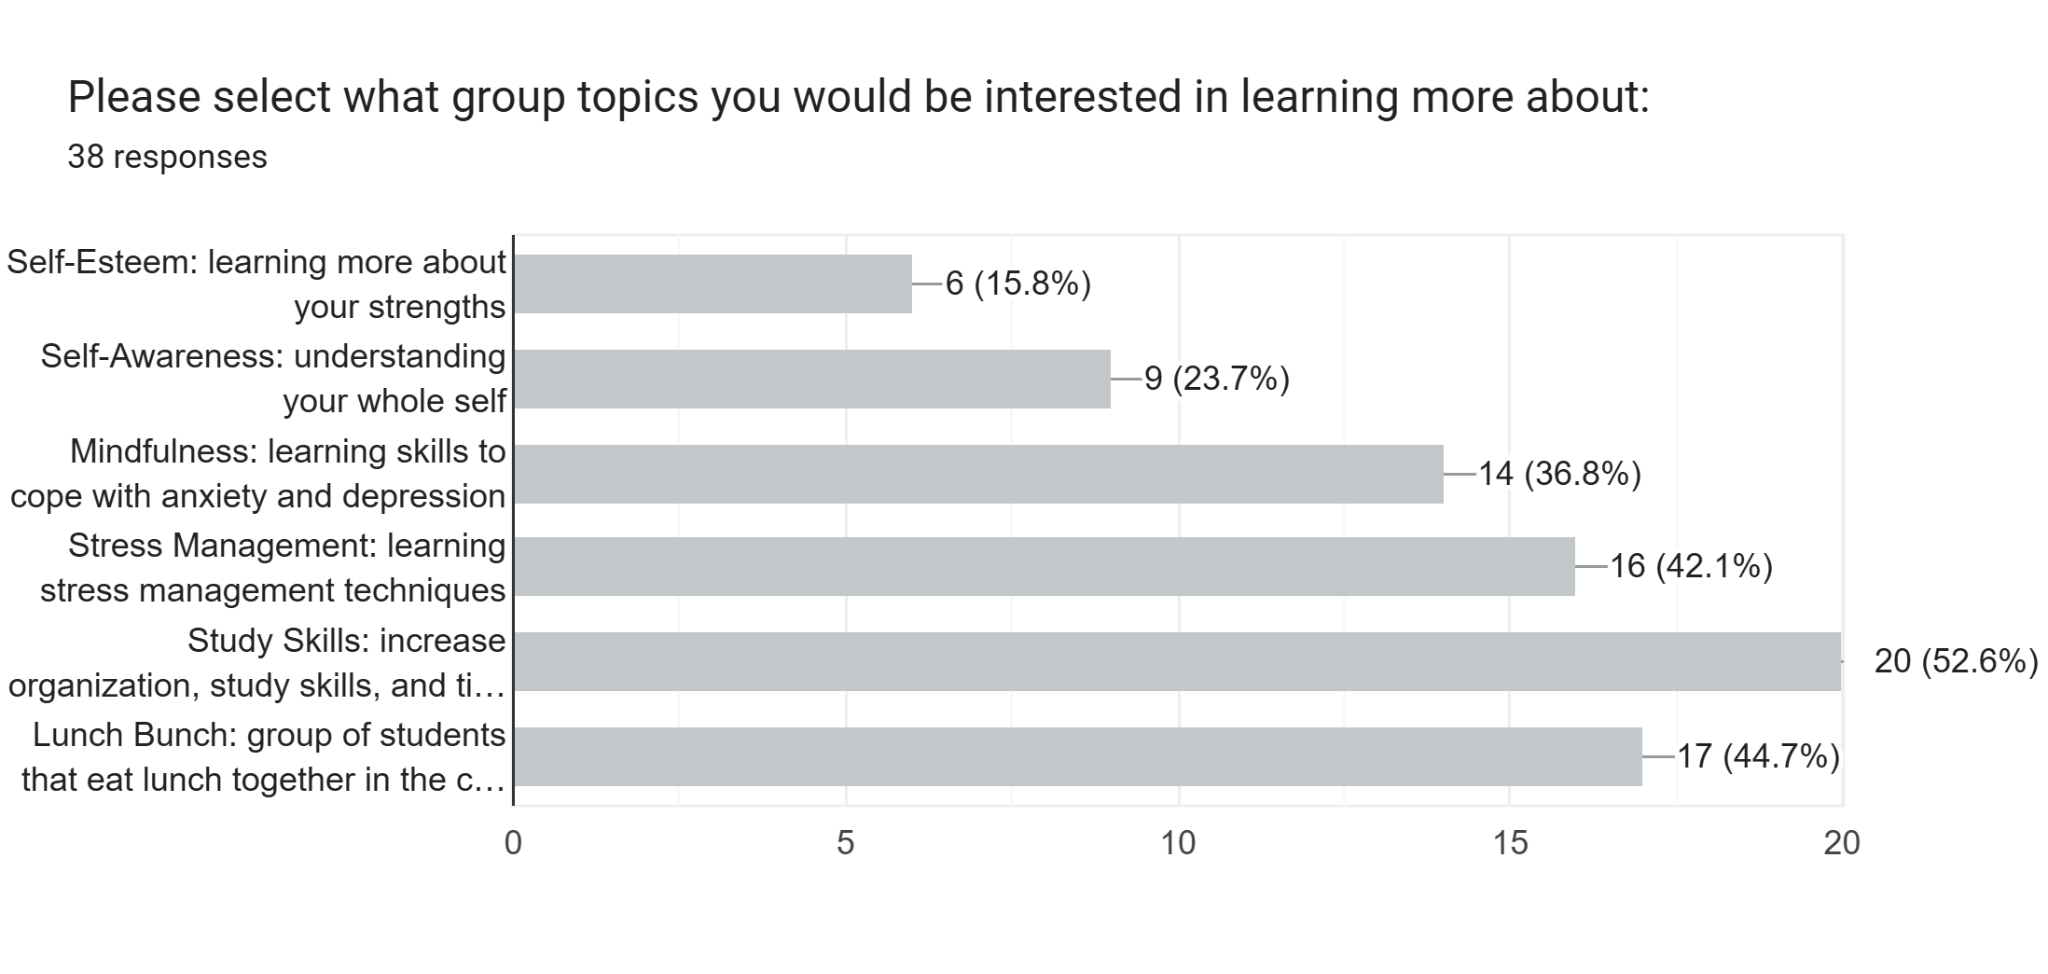 Please select what group topics you would be interested in learning more about:
38 responses
Self-Esteem: learning more about
your strengths
6 (15.8%)
Self-Awareness: understanding
your whole self
9 (23.7%)
Mindfulness: learning skills to
cope with anxiety and depression
14 (36.8%)
Stress Management: learning
stress management techniques
16 (42.1%)
Study Skills: increase
organization, study skills, and ti…
20 (52.6%)
Lunch Bunch: group of students
that eat lunch together in the c…
17 (44.7%)
0 5 10 15 20